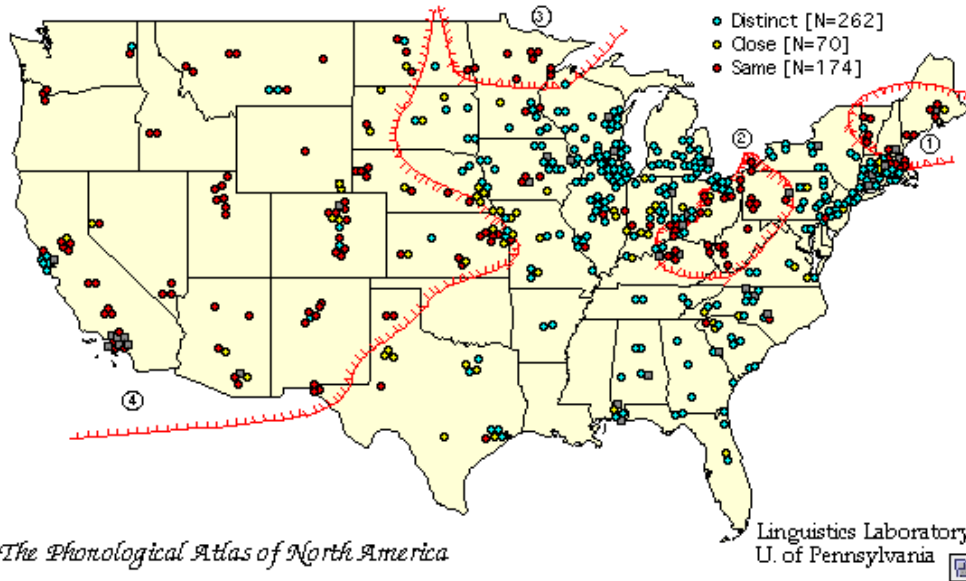 ③
Distinct [N=262]
Close [N=70]
Same [N=174]
②
①
④
The Phonological Atlas of North America
Linguistics Laboratory
U. of Pennsylvania